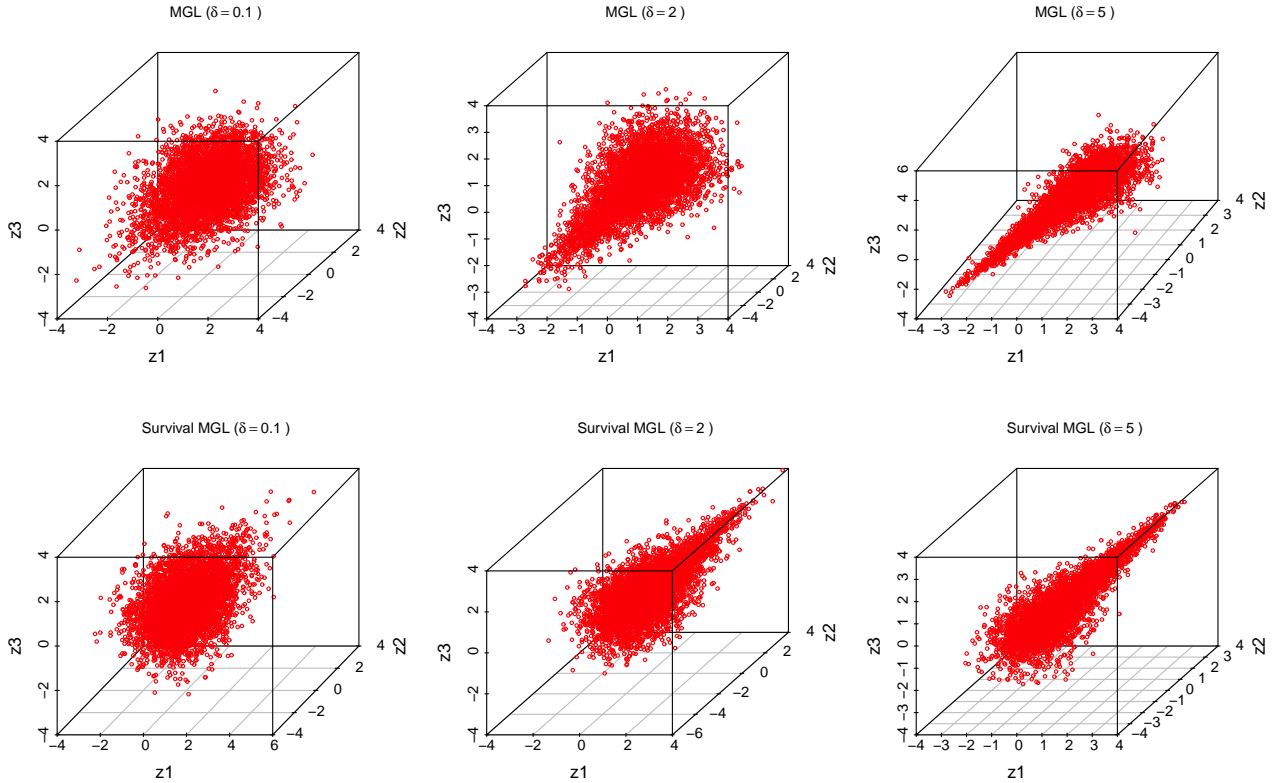 MGL (δ = 0.1 )
4
2
0
−2
−4
z3
−4 −2 0 2 4
z1
−4
−2
0
2
4
z2
MGL (δ = 2 )
4
3
2
1
0
−1
−2
−3
−4
z3
−4 −3 −2 −1 0 1 2 3 4
z1
−4
−2
0
2
4
z2
MGL (δ = 5 )
6
4
2
0
−2
−4
z3
−4 −3 −2 −1 0 1 2 3 4
z1
−4
−3
−2
−1
0
1
2
3
4
z2
Survival MGL (δ = 0.1 )
4
2
0
−2
−4
z3
−4 −2 0 2 4 6
z1
−4
−2
0
2
4
z2
Survival MGL (δ = 2 )
4
2
0
−2
−4
z3
−4 −2 0 2 4
z1
−6
−4
−2
0
2
4
z2
Survival MGL (δ = 5 )
4
3
2
1
0
−1
−2
−3
−4
z3
−4 −3 −2 −1 0 1 2 3 4
z1
−4
−3
−2
−1
0
1
2
3
4
z2